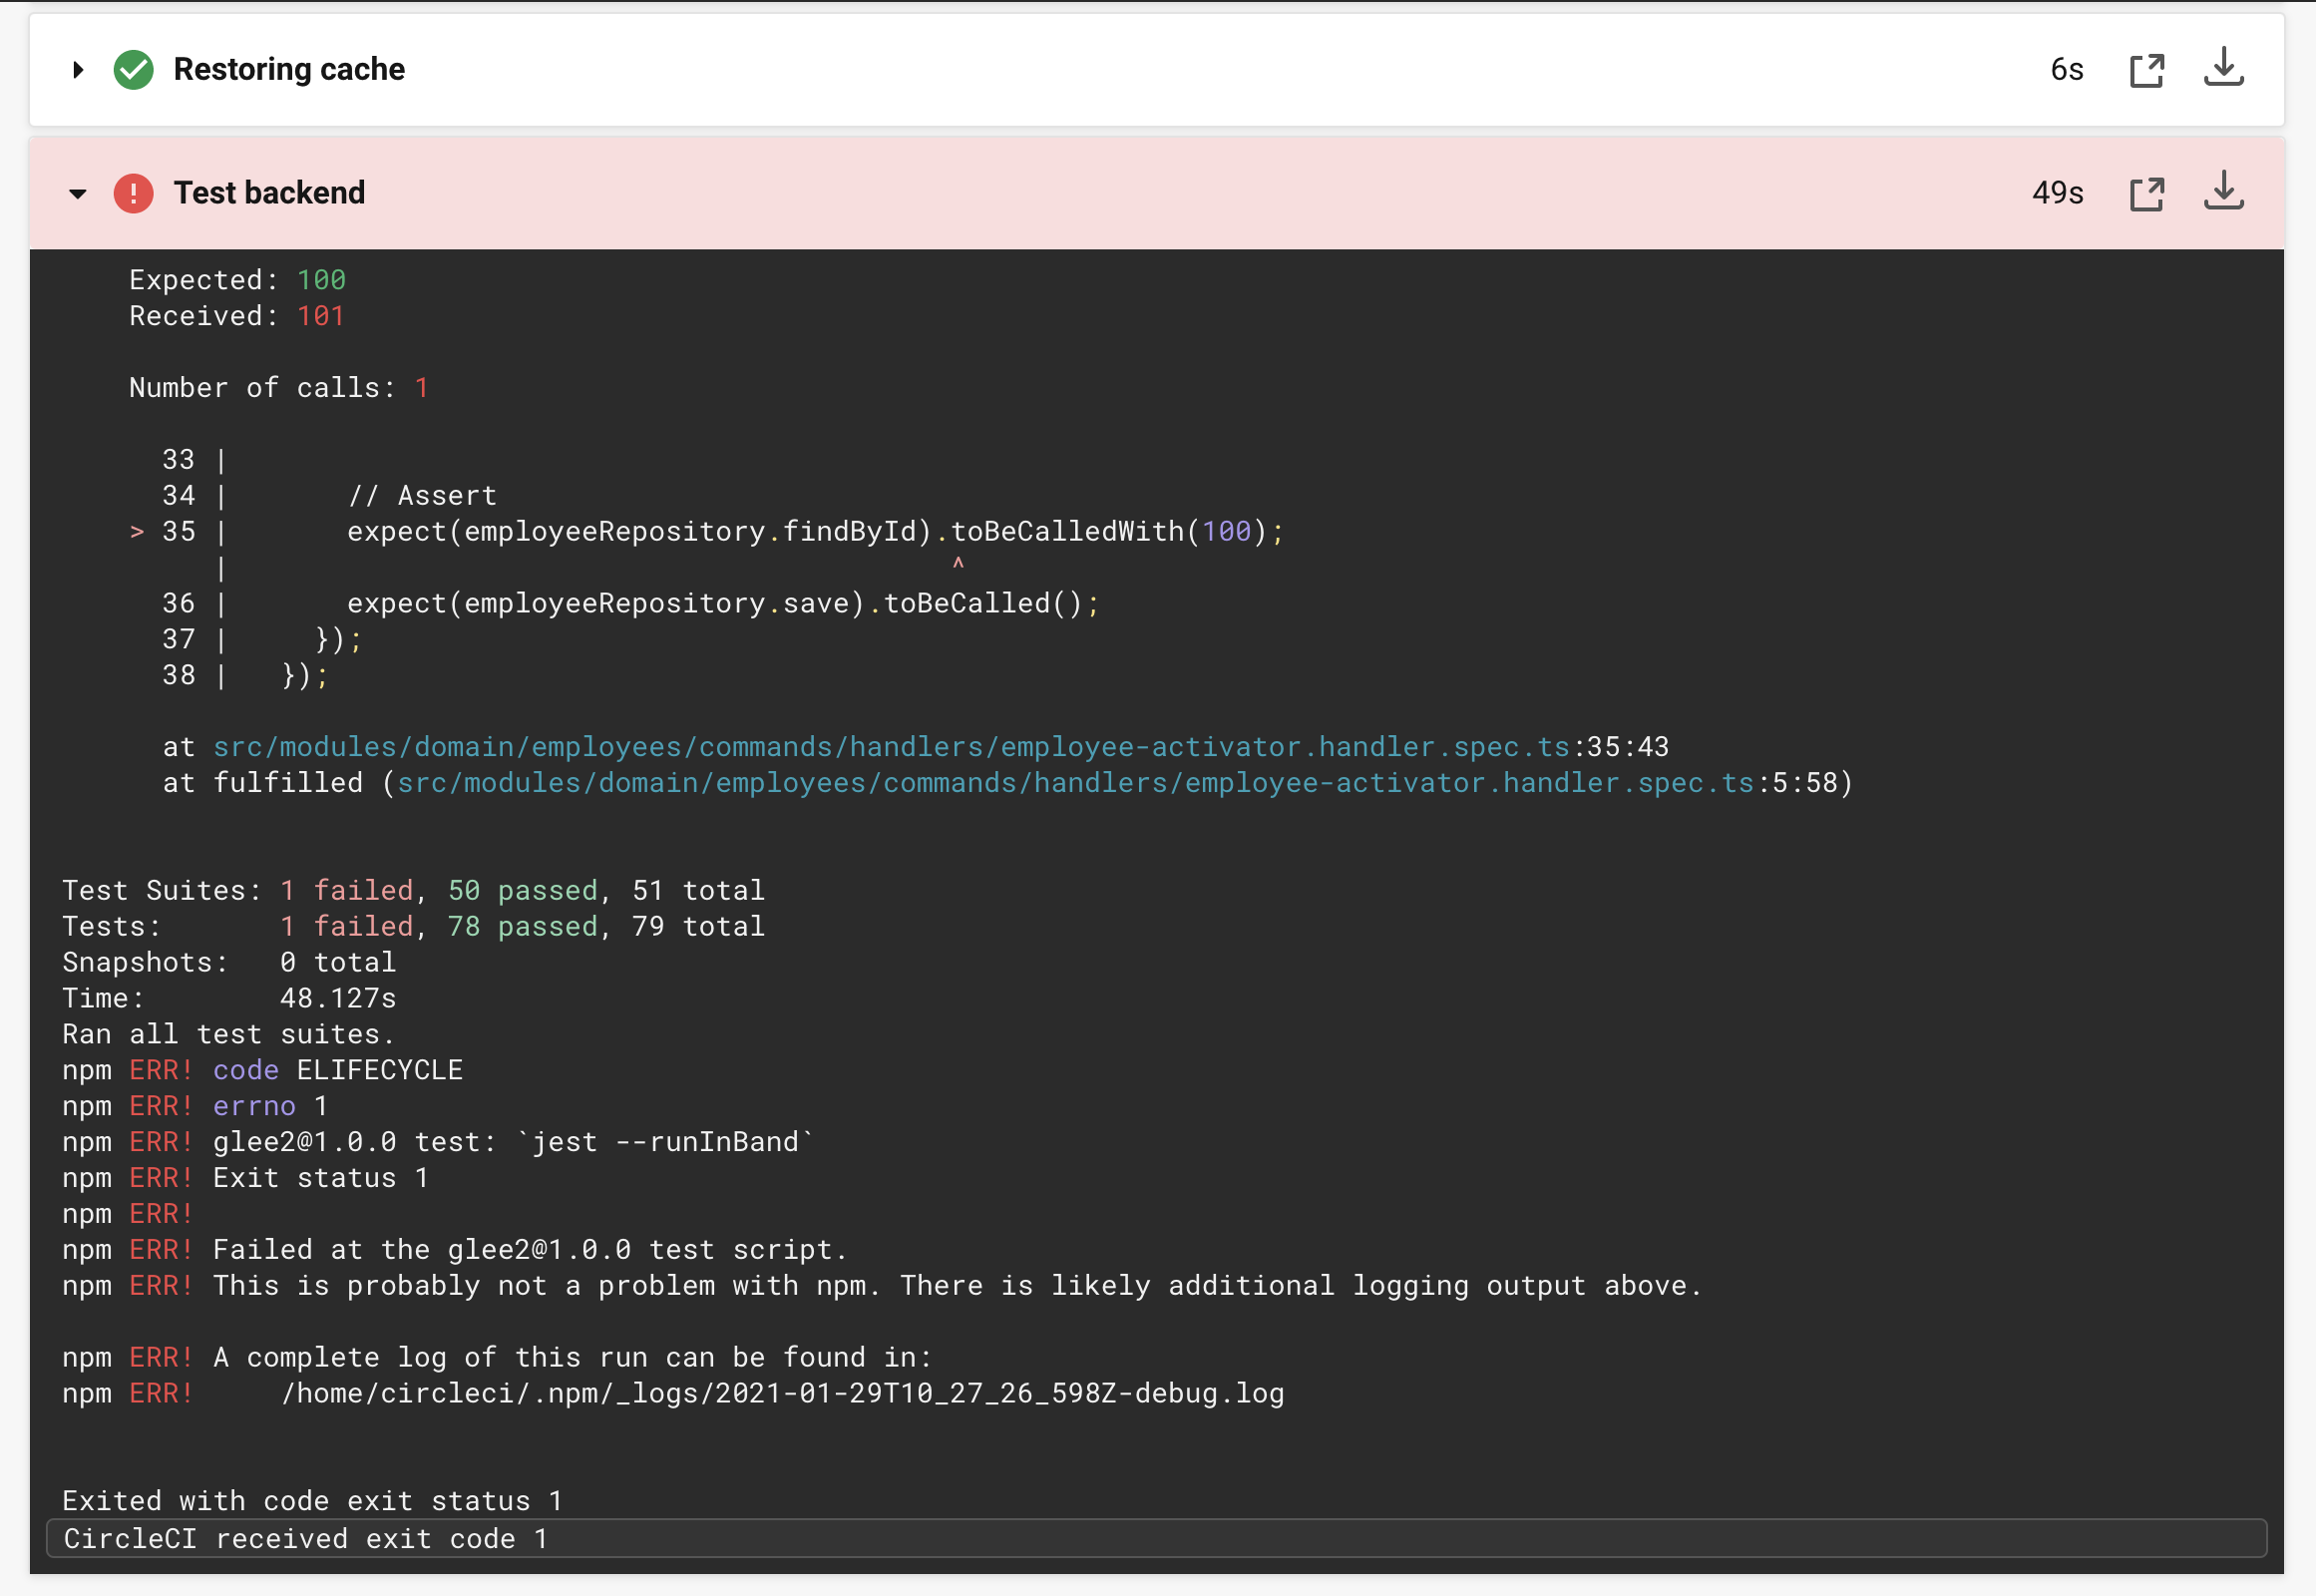 Restoring cache 6s
Test backend 49s
Expected: 100
Received: 101
Number of calls: 1
33 |
34 |       // Assert
> 35 |       expect(employeeRepository.findById).toBeCalledWith(100);
|                                           ^
36 |       expect(employeeRepository.save).toBeCalled();
37 |     });
38 |   });
at src/modules/domain/employees/commands/handlers/employee-activator.handler.spec.ts:35:43
at fulfilled (src/modules/domain/employees/commands/handlers/employee-activator.handler.spec.ts:5:58)
Test Suites: 1 failed, 50 passed, 51 total
Tests:       1 failed, 78 passed, 79 total
Snapshots:   0 total
Time:        48.127s
Ran all test suites.
npm ERR! code ELIFECYCLE
npm ERR! errno 1
npm ERR! glee2@1.0.0 test: `jest --runInBand`
npm ERR! Exit status 1
npm ERR!
npm ERR! Failed at the glee2@1.0.0 test script.
npm ERR! This is probably not a problem with npm. There is likely additional logging output above.
npm ERR! A complete log of this run can be found in:
npm ERR!     /home/circleci/.npm/_logs/2021-01-29T10_27_26_598Z-debug.log
Exited with code exit status 1
CircleCI received exit code 1